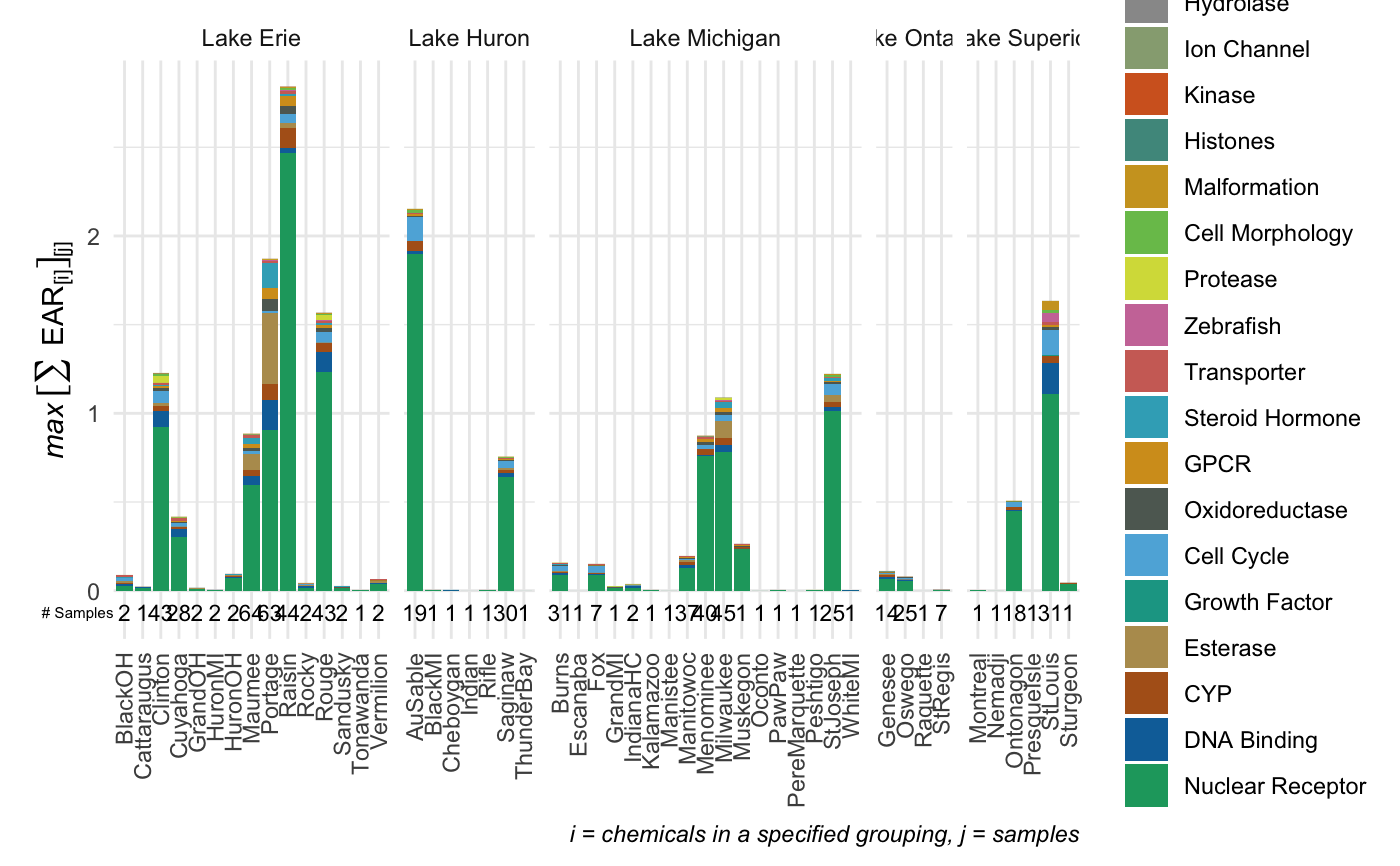 Lake Erie
Lake Huron
Lake Michigan
ke Onta
ake Superio
max [∑ EAR[i]][j]
2
1
0
# Samples
BlackOH
Cattaraugus
Clinton
Cuyahoga
GrandOH
HuronMI
HuronOH
Maumee
Portage
Raisin
Rocky
Rouge
Sandusky
Tonawanda
Vermilion
AuSable
BlackMI
Cheboygan
Indian
Rifle
Saginaw
ThunderBay
Burns
Escanaba
Fox
GrandMI
IndianaHC
Kalamazoo
Manistee
Manitowoc
Menominee
Milwaukee
Muskegon
Oconto
PawPaw
PereMarquette
Peshtigo
StJoseph
WhiteMI
Genesee
Oswego
Raquette
StRegis
Montreal
Nemadji
Ontonagon
PresqueIsle
StLouis
Sturgeon
i = chemicals in a specified grouping, j = samples
Hydrolase
Ion Channel
Kinase
Histones
Malformation
Cell Morphology
Protease
Zebrafish
Transporter
Steroid Hormone
GPCR
Oxidoreductase
Cell Cycle
Growth Factor
Esterase
CYP
DNA Binding
Nuclear Receptor